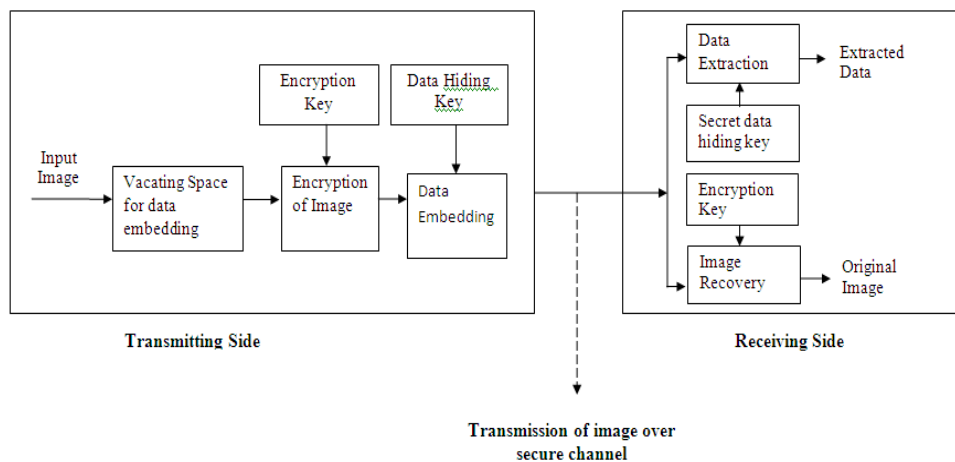 Input
Image
Vacating Space
for data
embedding
Encryption
Key
Encryption
of Image
Data Hiding
Key
Data
Embedding
Transmitting Side
Transmission of image over
secure channel
Data
Extraction
Extracted
Data
Secret data
hiding key
Encryption
Key
Image
Recovery
Original
Image
Receiving Side